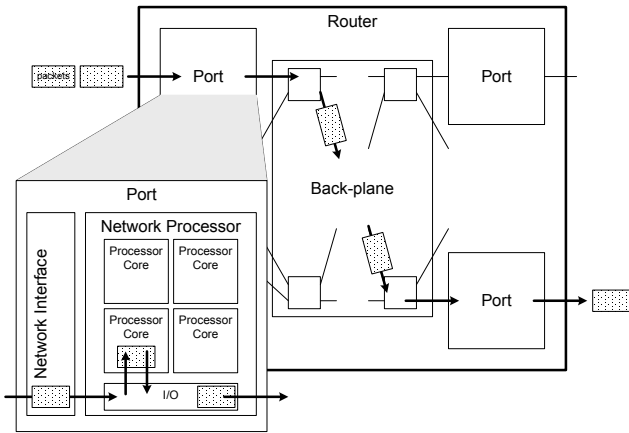 Router
packets
Port
Port
Back-plane
Port
Port
Network Interface
Network Processor
Processor
Core
Processor
Core
Processor
Core
Processor
Core
I/O